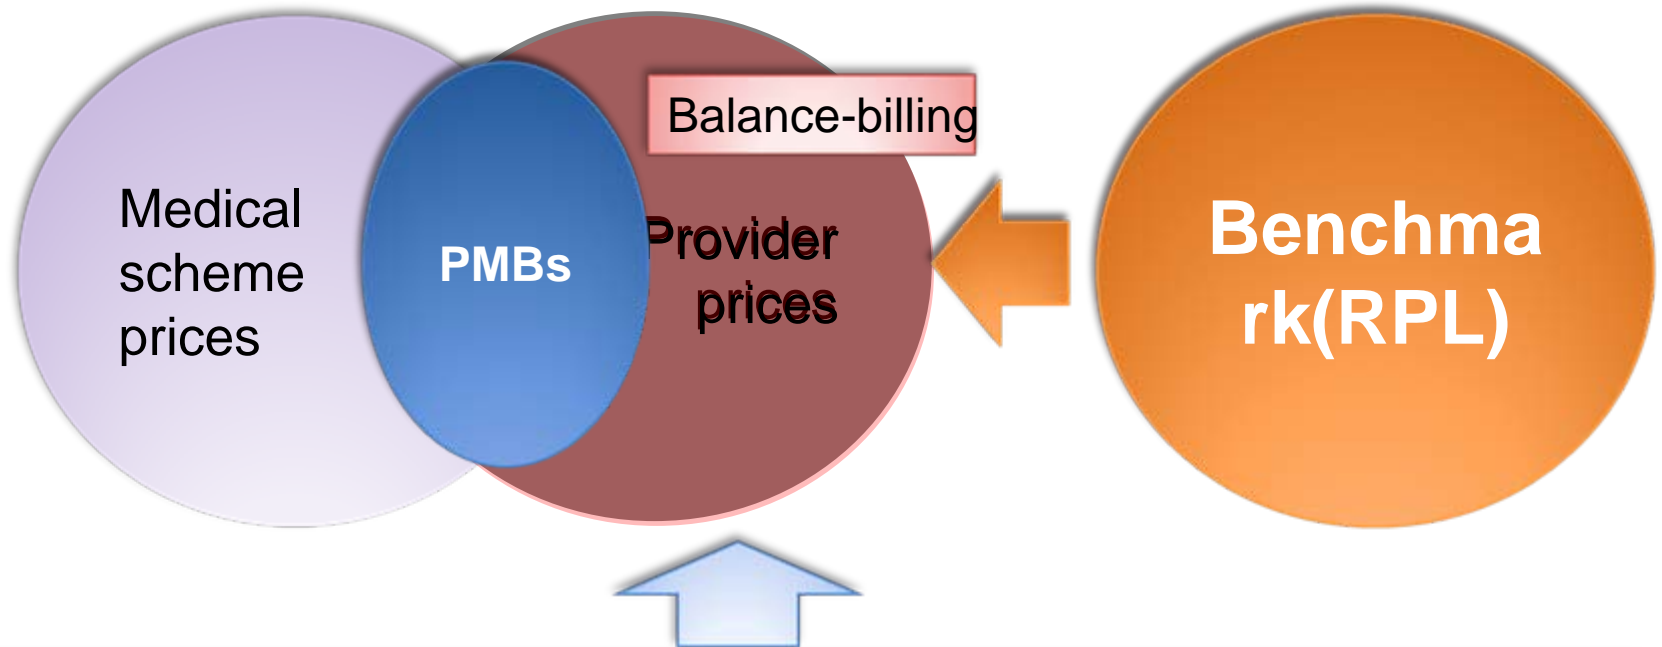 Medical
scheme
prices
PMBs
Balance-billing
Provider
prices
Benchma
rk(RPL)